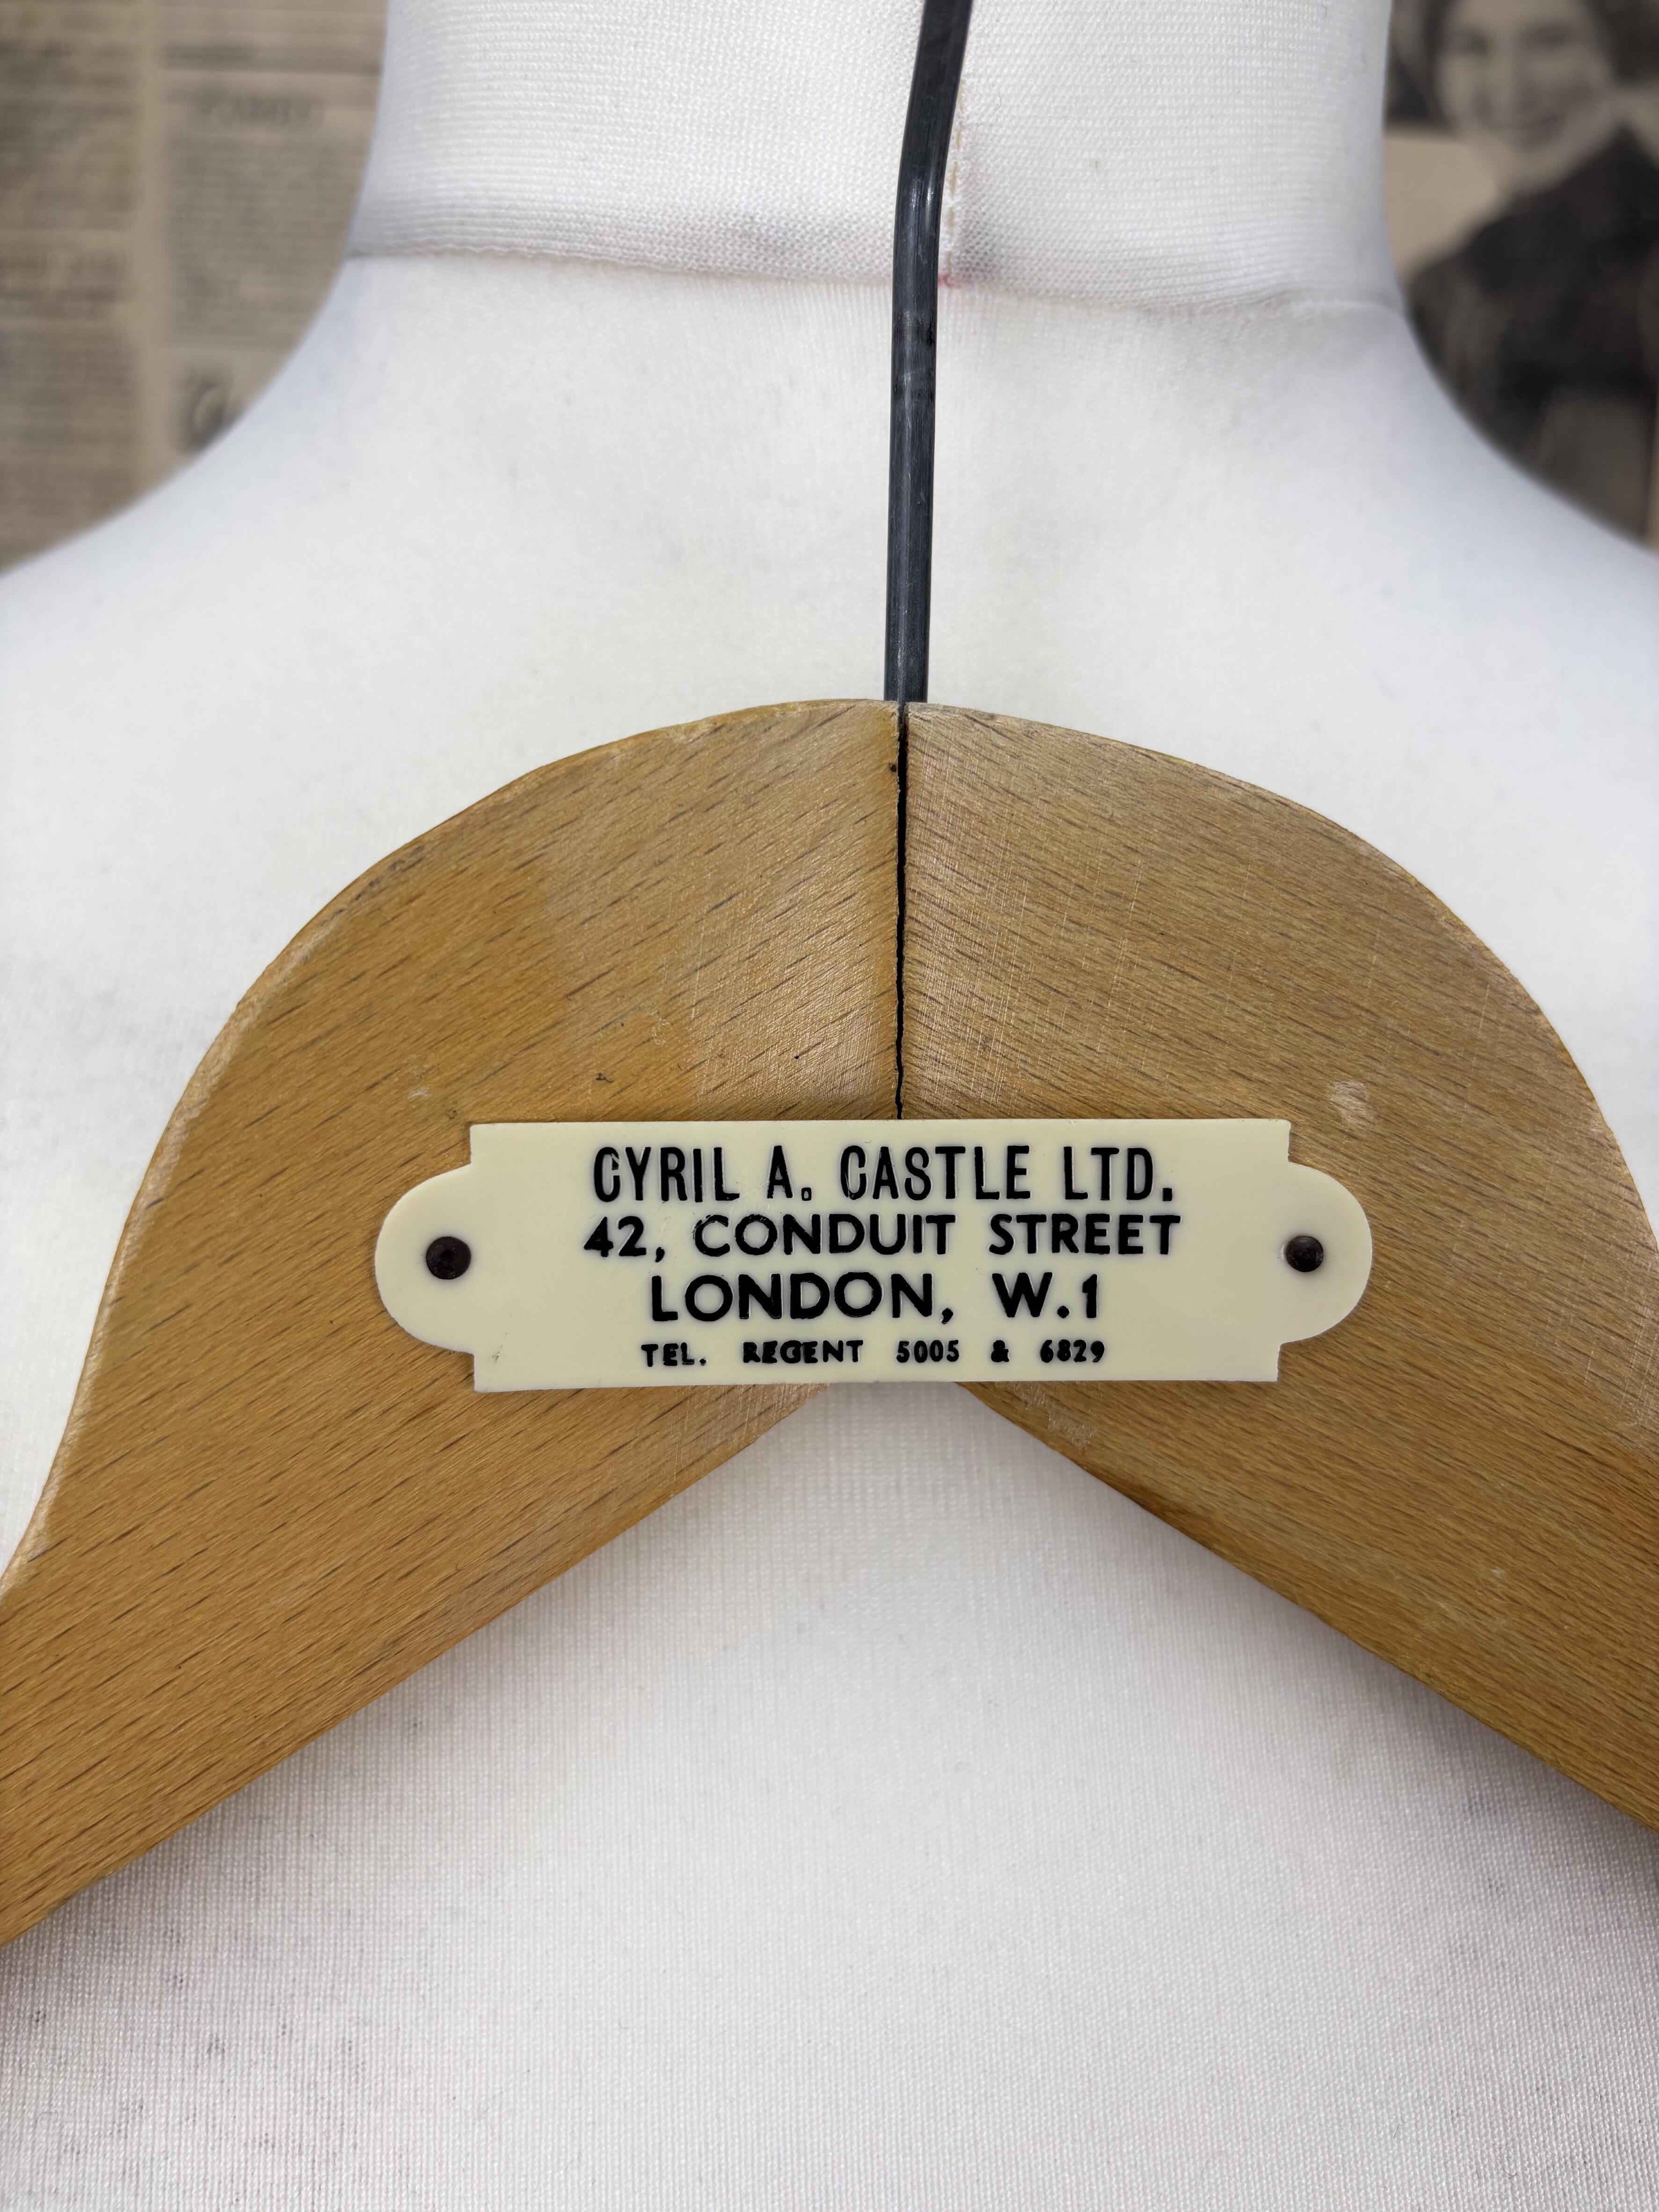 CYRIL A. CASTLE LTD.
42, CONDUIT STREET
LONDON, W.1
TEL. REGENT 5005 & 6829